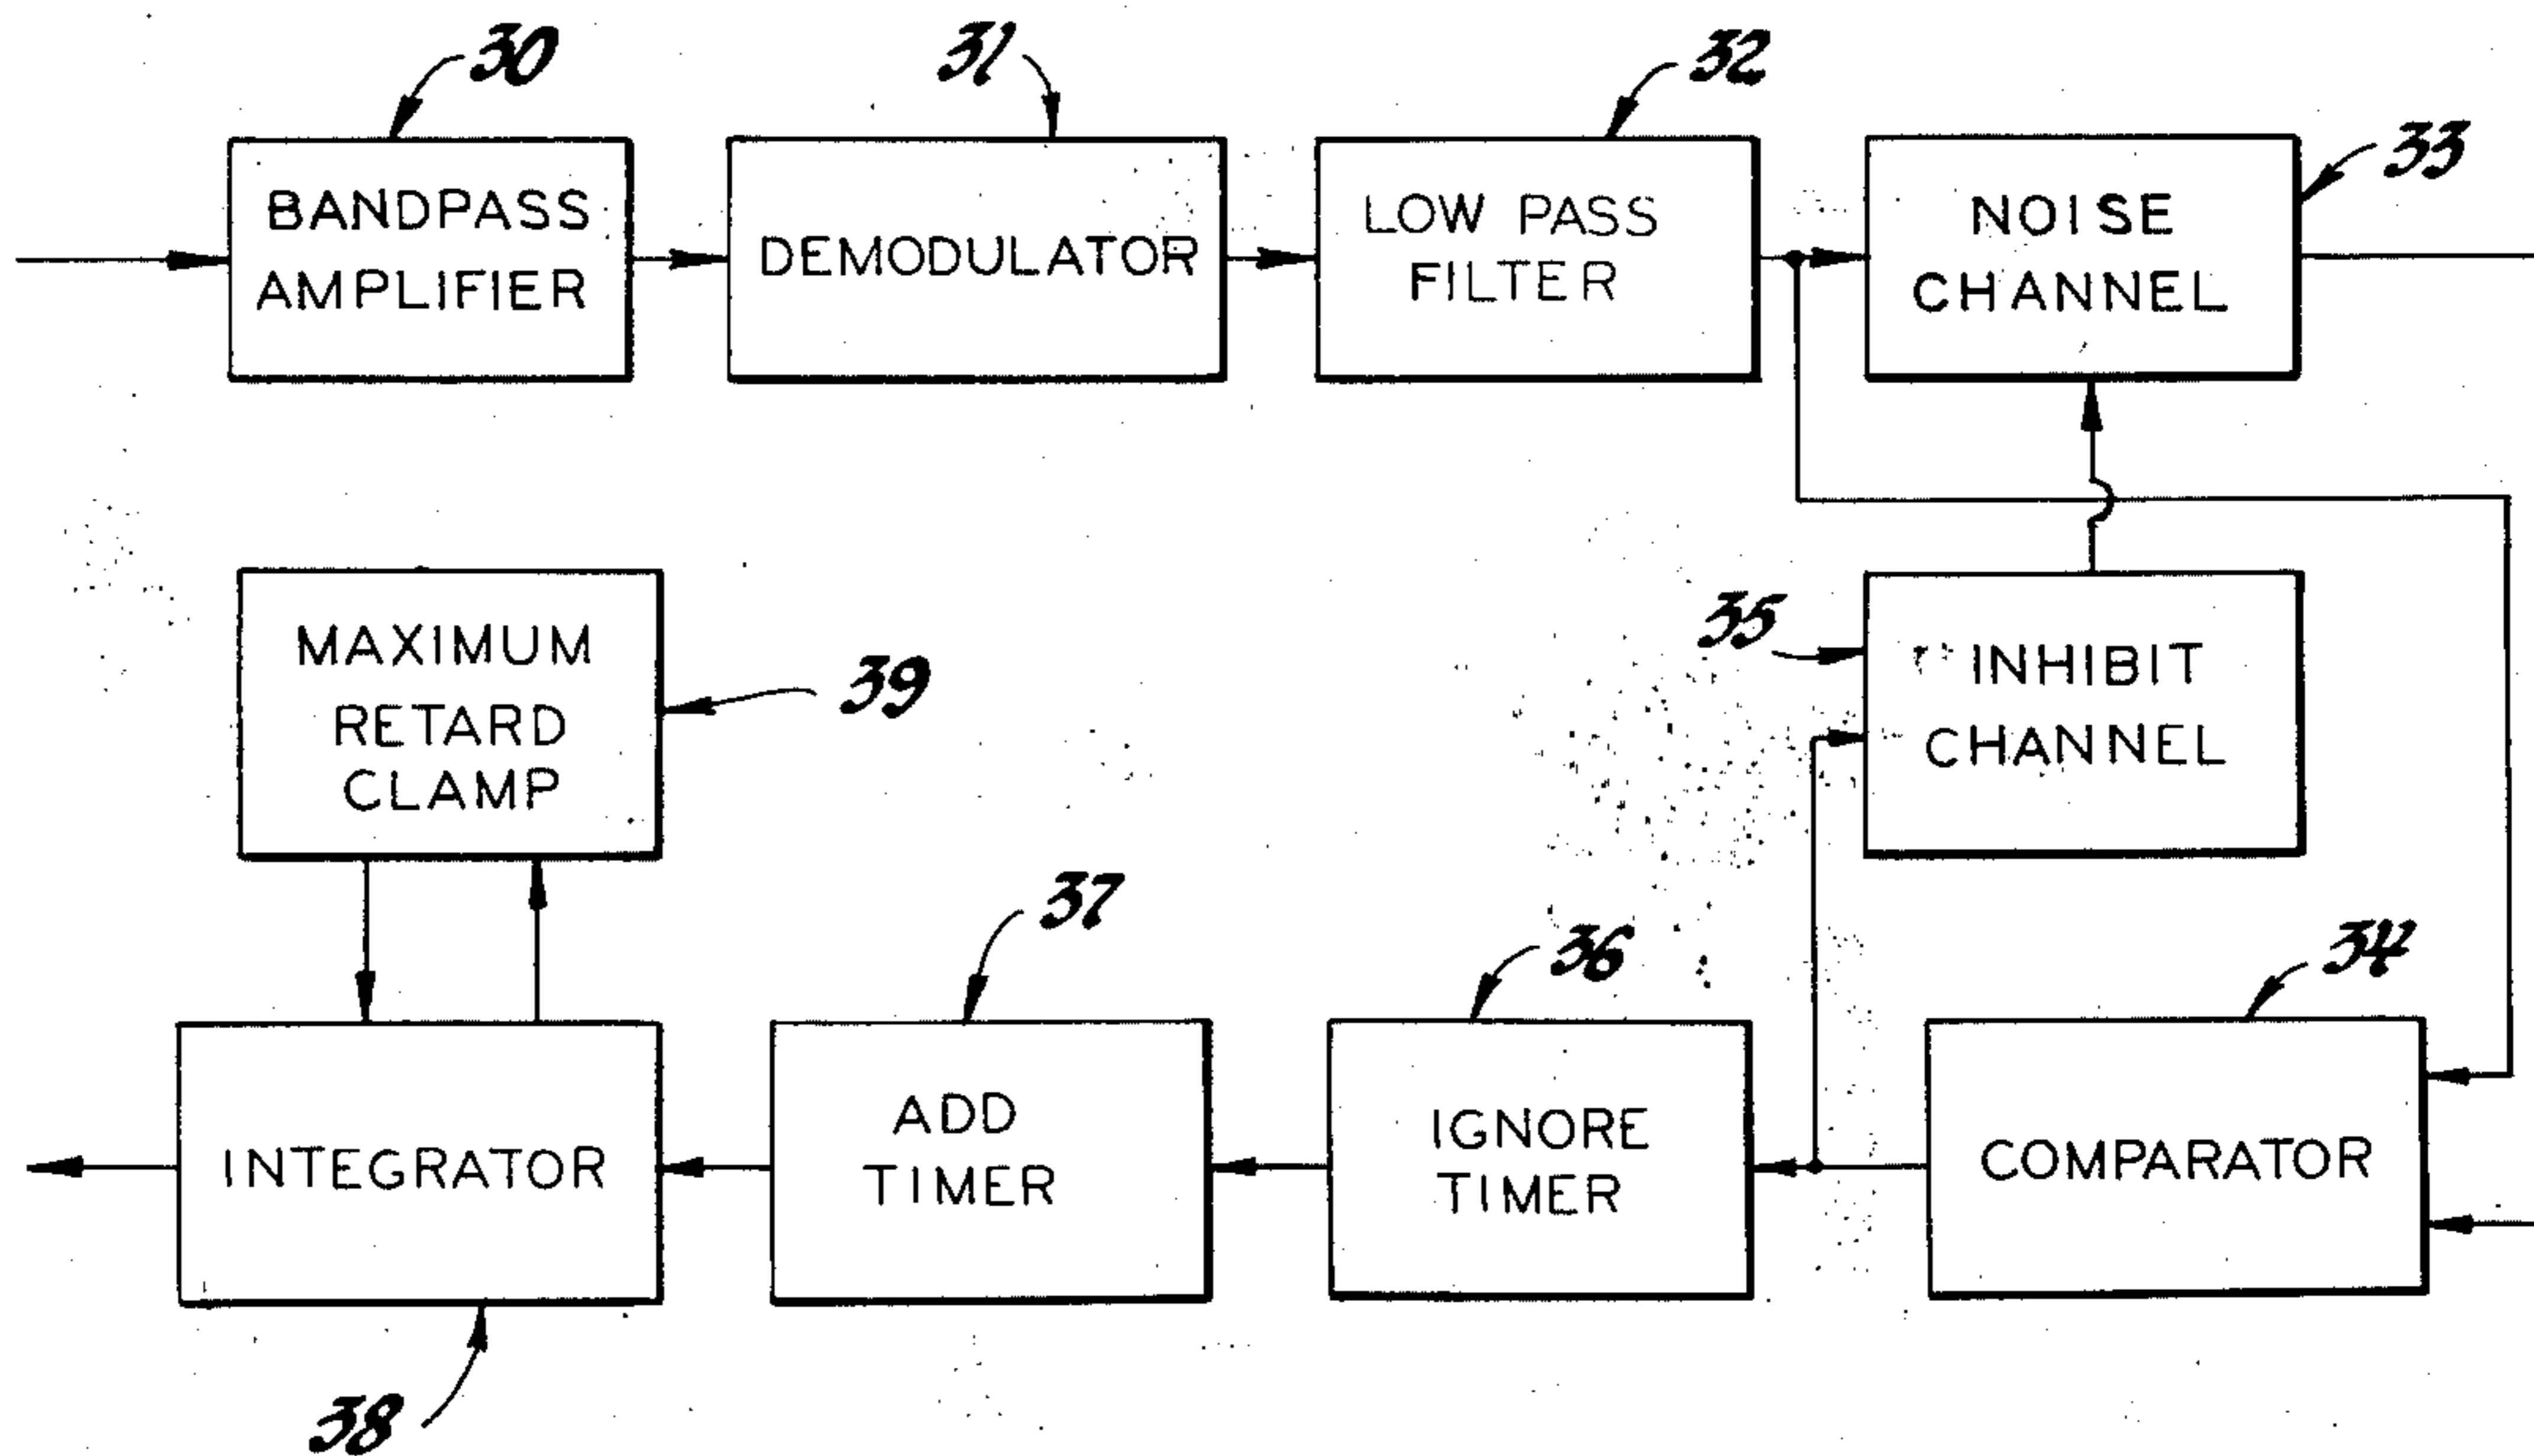 30
31
32
33
BANDPASS
AMPLIFIER
DEMODULATOR
LOW PASS
FILTER
NOISE
CHANNEL
MAXIMUM
RETARD
CLAMP
39
35
INHIBIT
CHANNEL
37
36
34
INTEGRATOR
ADD
TIMER
IGNORE
TIMER
COMPARATOR
38